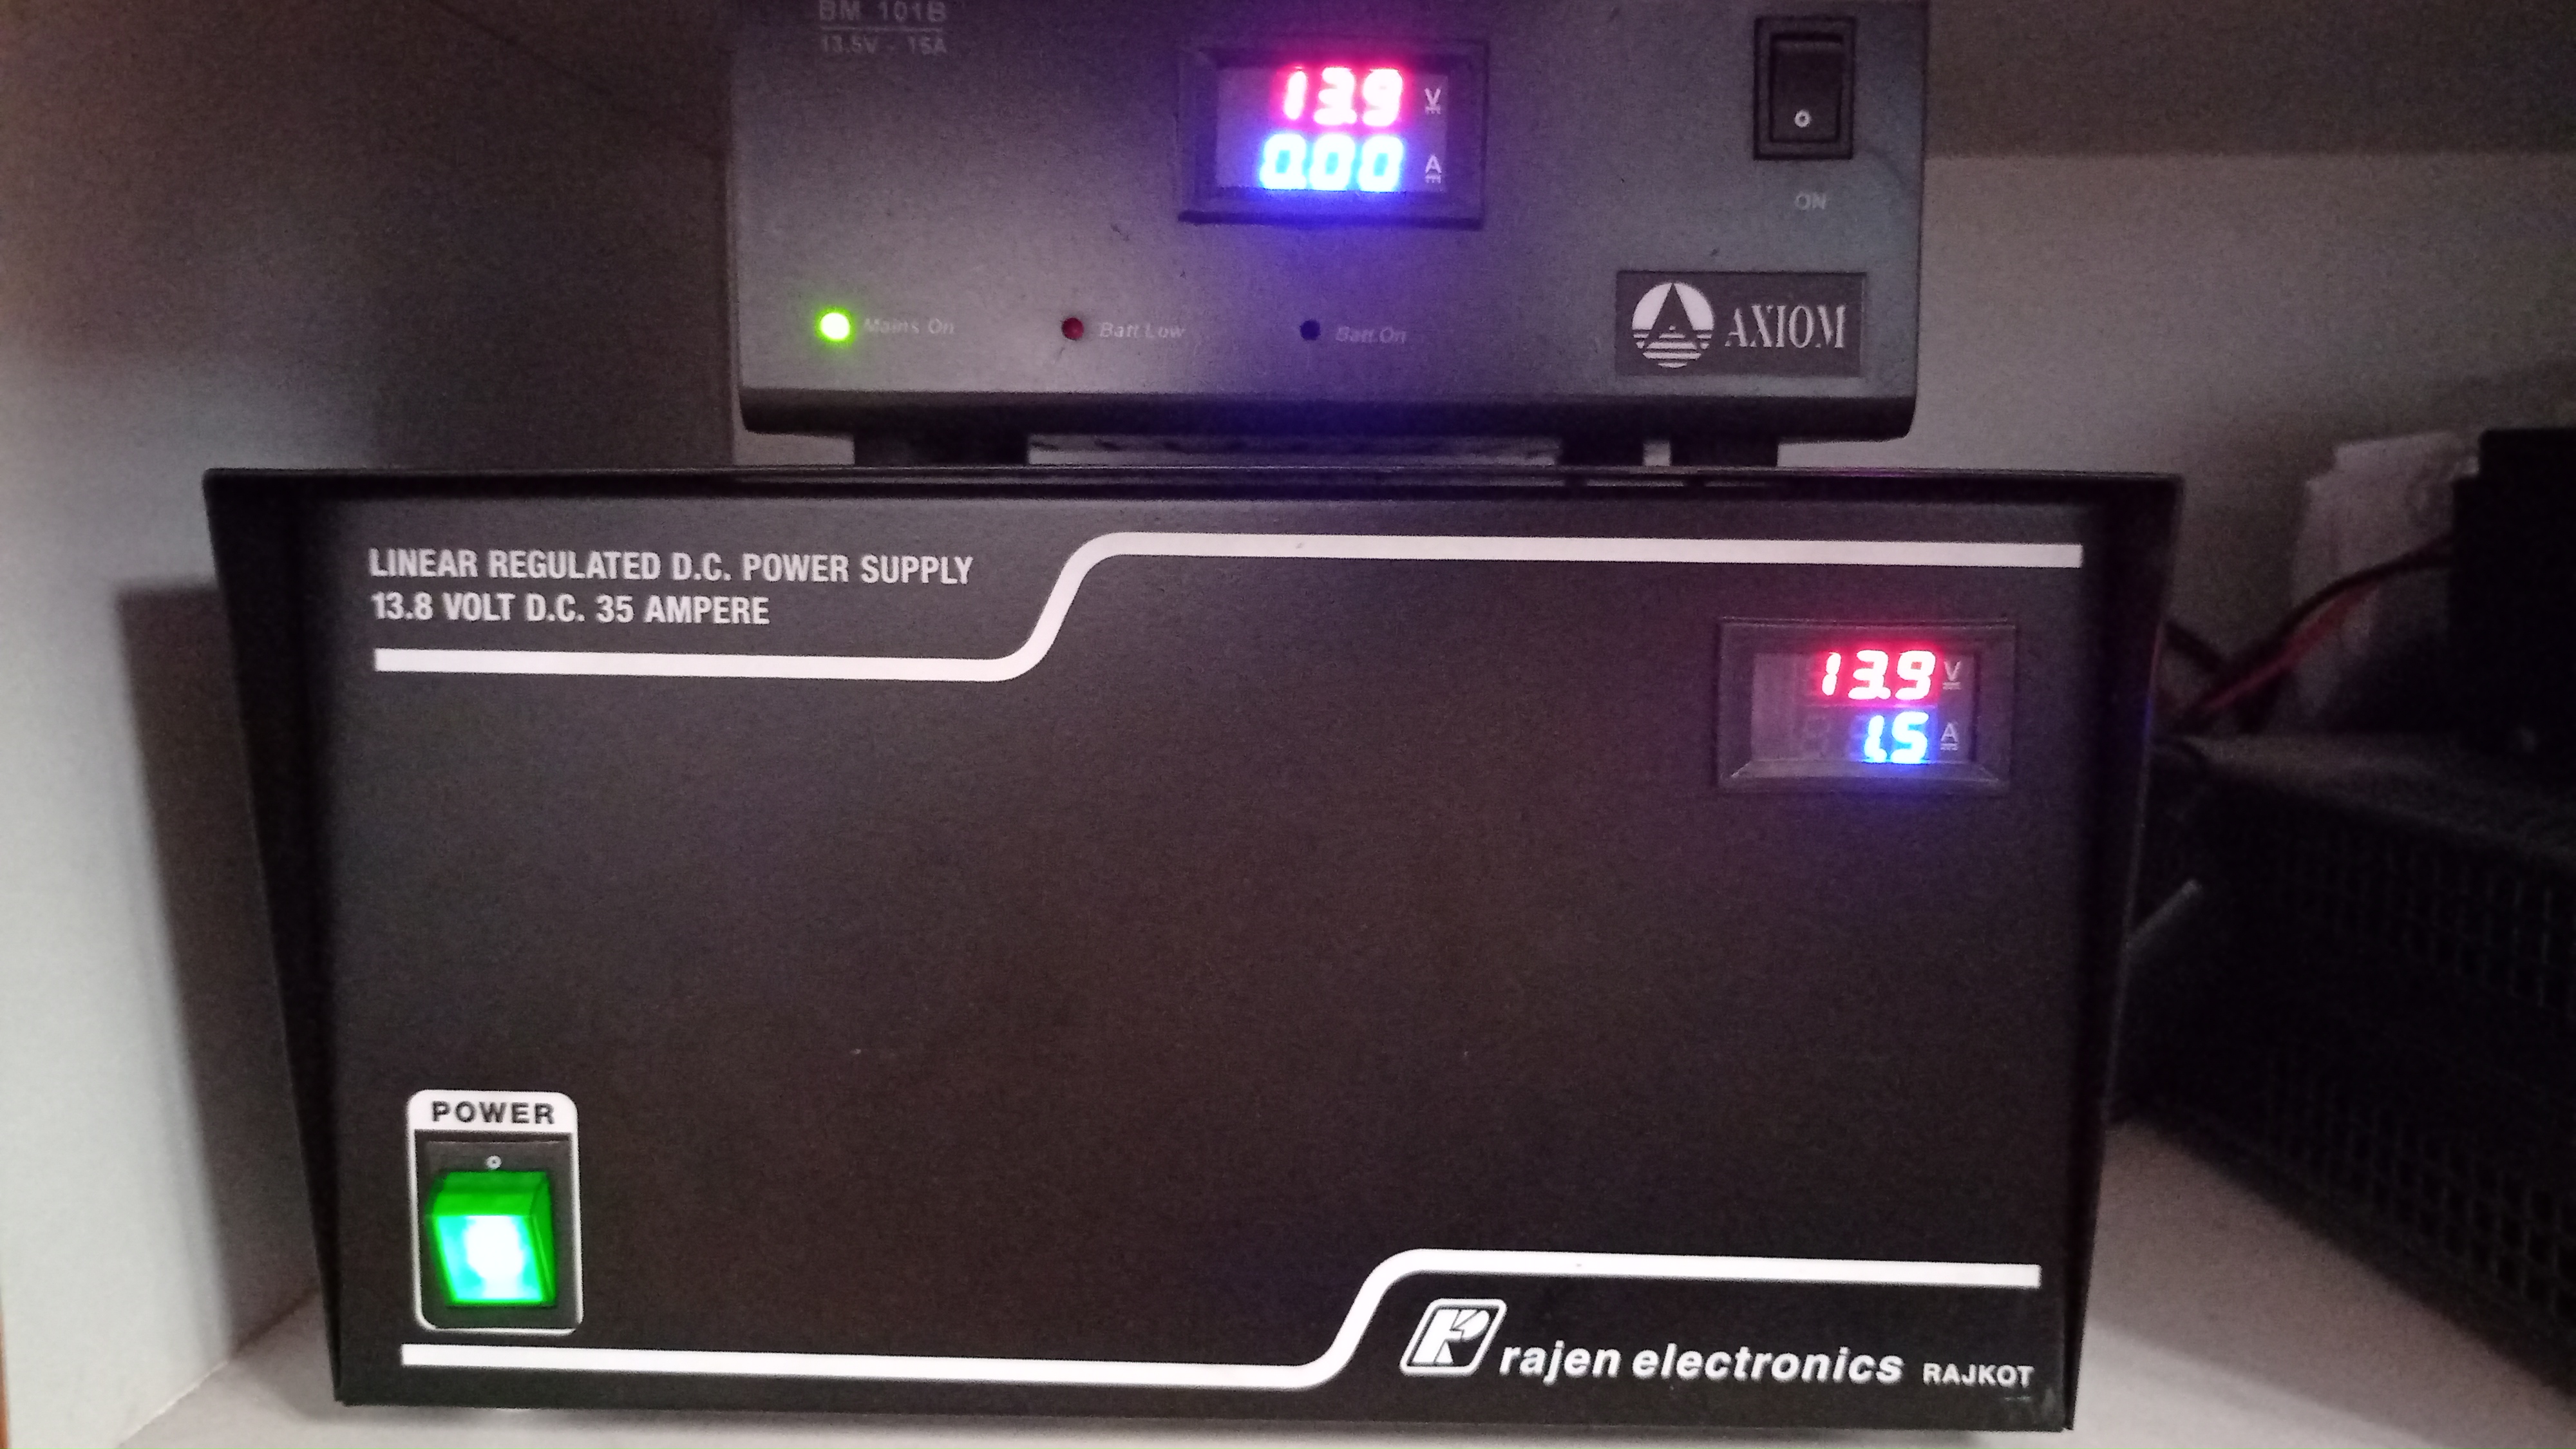 BM 101B
13.5V - 15A
13.9 V
0.00 A
ON
Mains On
Batt.Low
Batt.On
AXIOM
LINEAR REGULATED D.C. POWER SUPPLY
13.8 VOLT D.C. 35 AMPERE
13.9 V
1.5 A
POWER
rajen electronics RAJKOT